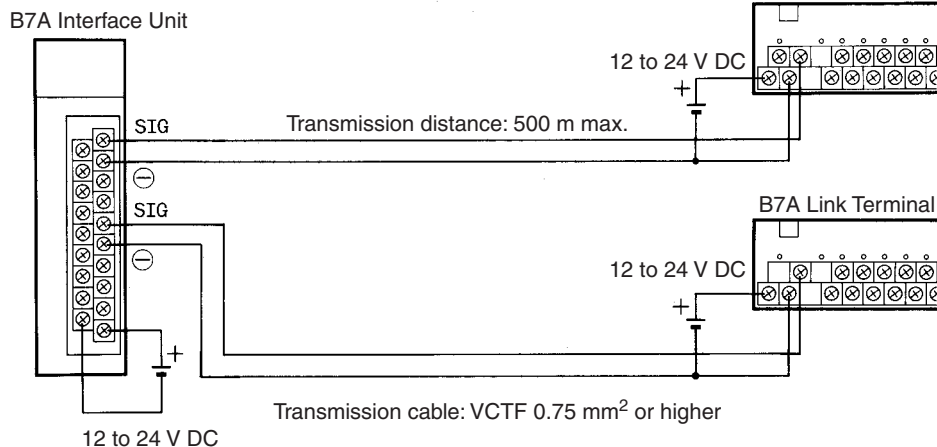 B7A Interface Unit
12 to 24 V DC
+
SIG
Transmission distance: 500 m max.
−
SIG
B7A Link Terminal
−
12 to 24 V DC
+
+
Transmission cable: VCTF 0.75 mm² or higher
12 to 24 V DC